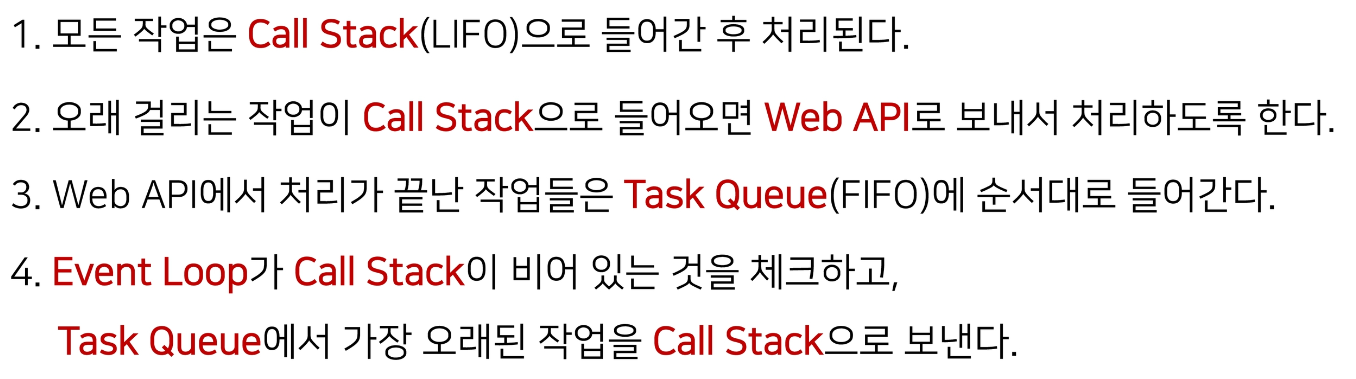 1. 모든 작업은 Call Stack(LIFO)으로 들어간 후 처리된다.
2. 오래 걸리는 작업이 Call Stack으로 들어오면 Web API로 보내서 처리하도록 한다.
3. Web API에서 처리가 끝난 작업들은 Task Queue(FIFO)에 순서대로 들어간다.
4. Event Loop가 Call Stack이 비어 있는 것을 체크하고,
Task Queue에서 가장 오래된 작업을 Call Stack으로 보낸다.